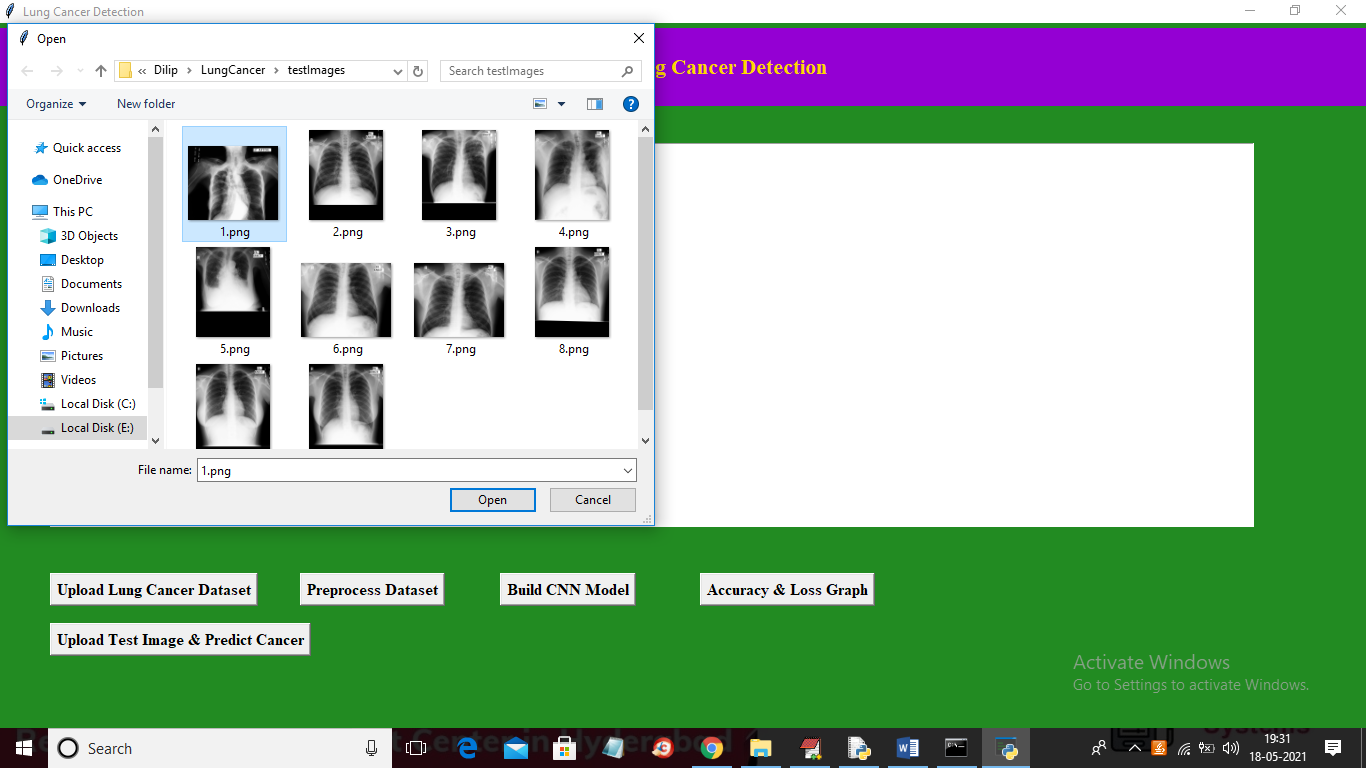 Lung Cancer Detection
Open
« Dilip > LungCancer > testImages
Search testImages
g Cancer Detection
Organize
New folder
Quick access
OneDrive
This PC
3D Objects
Desktop
Documents
Downloads
Music
Pictures
Videos
Local Disk (C:)
Local Disk (E:)
1.png
2.png
3.png
4.png
5.png
6.png
7.png
8.png
File name:
1.png
Open
Cancel
Upload Lung Cancer Dataset
Preprocess Dataset
Build CNN Model
Accuracy & Loss Graph
Upload Test Image & Predict Cancer
Activate Windows
Go to Settings to activate Windows.
Search
19:31
18-05-2021